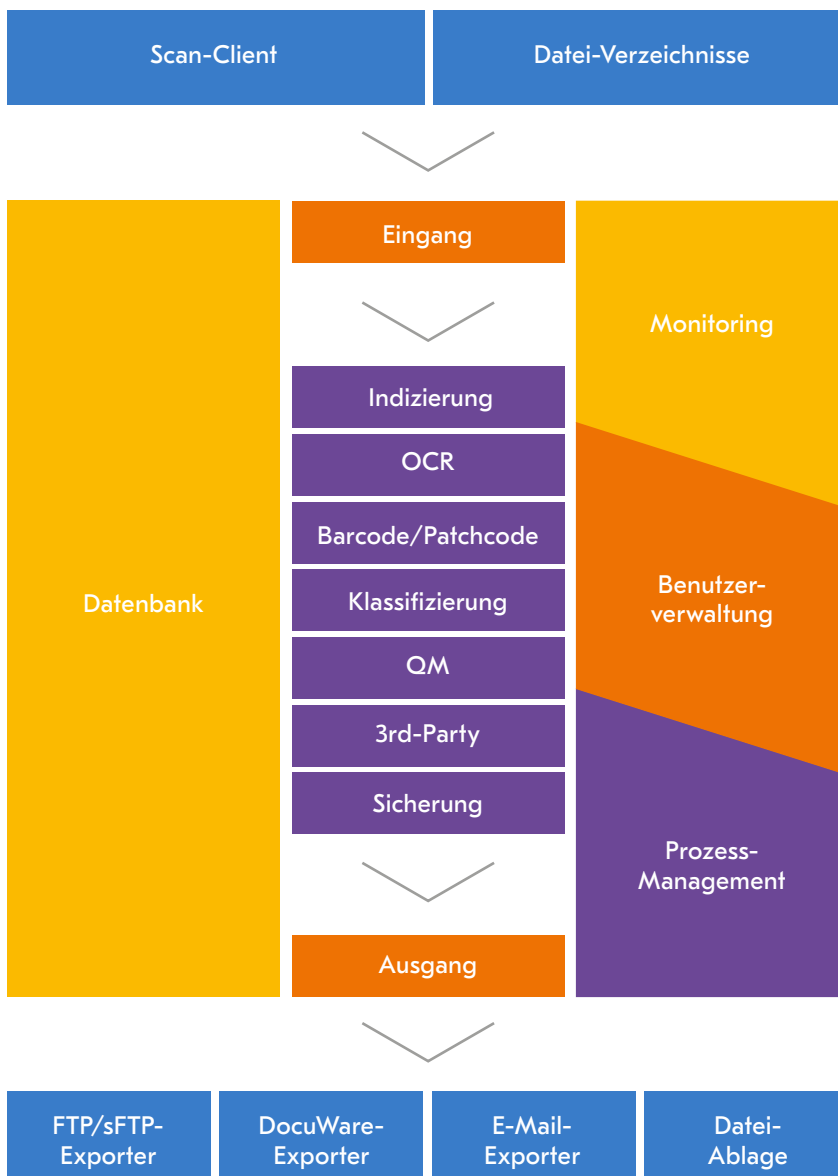 Scan-Client
Datei-Verzeichnisse
Eingang
Monitoring
Indizierung
OCR
Barcode/Patchcode
Datenbank
Klassifizierung
Benutzer-
verwaltung
QM
3rd-Party
Sicherung
Prozess-
Management
Ausgang
FTP/sFTP-
Exporter
DocuWare-
Exporter
E-Mail-
Exporter
Datei-
Ablage